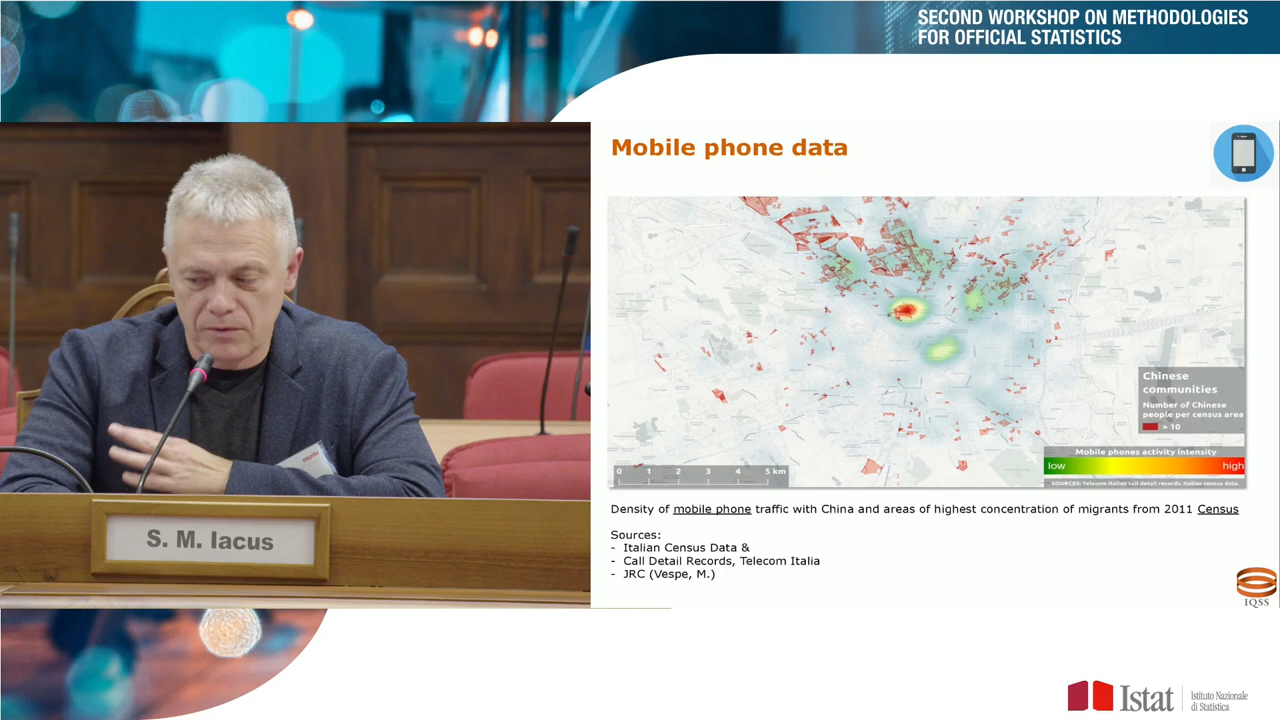 SECOND WORKSHOP ON METHODOLOGIES
FOR OFFICIAL STATISTICS
Mobile phone data
Chinese
communities
Number of Chinese
people per census area
> 10
Mobile phones activity intensity
low
high
SOURCES: Telecom Italian call detail records. Italian census data.
0 1 2 3 4 5 km
Density of mobile phone traffic with China and areas of highest concentration of migrants from 2011 Census
Sources:
- Italian Census Data &
- Call Detail Records, Telecom Italia
- JRC (Vespe, M.)
S. M. Iacus
ospite
IQSS
Istat
Istituto Nazionale
di Statistica